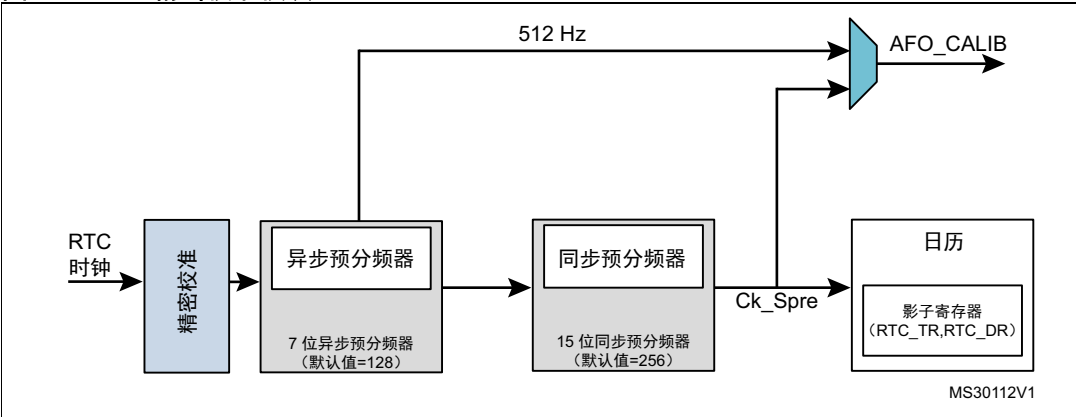 512 Hz
AFO_CALIB
RTC
时钟
精密校准
异步预分频器
7 位异步预分频器
（默认值=128）
同步预分频器
15 位同步预分频器
（默认值=256）
Ck_Spre
日历
影子寄存器
（RTC_TR,RTC_DR）
MS30112V1